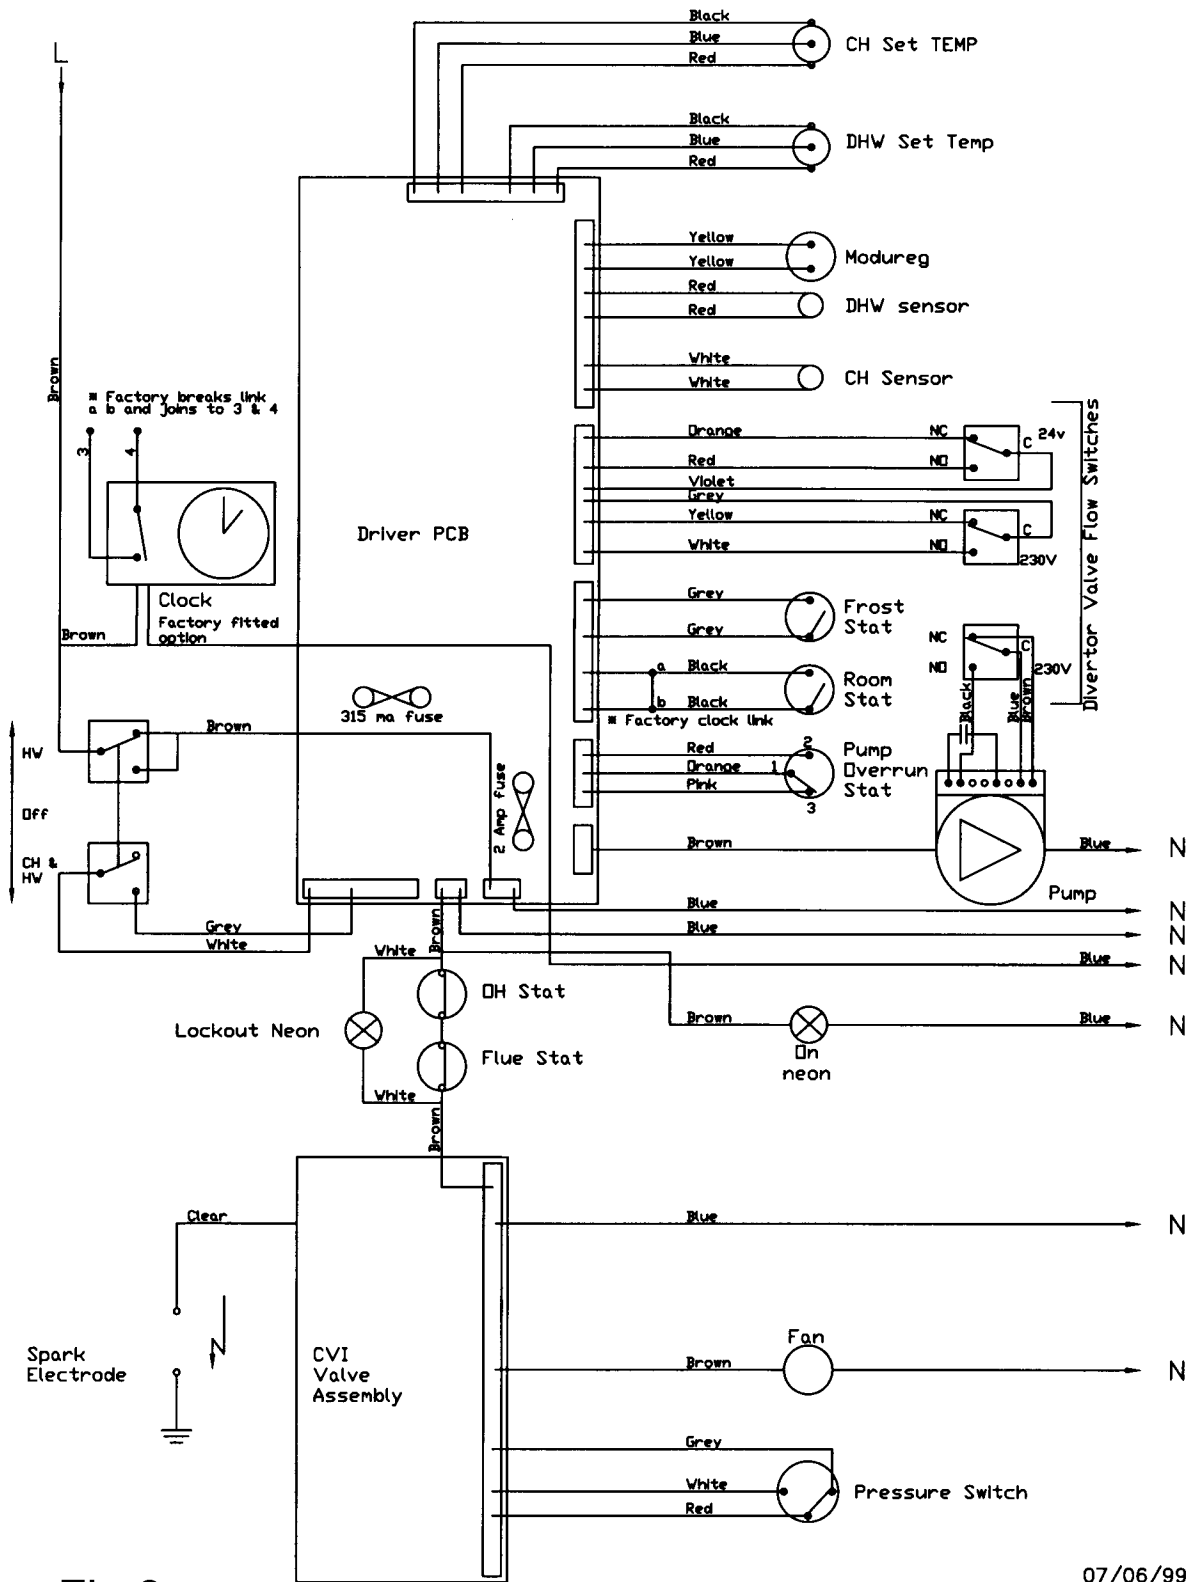 Black
Blue
Red
CH Set TEMP
L
Black
Blue
Red
DHW Set Temp
Yellow
Yellow
Modureg
Red
Red
DHW sensor
White
White
CH Sensor
Brown
* Factory breaks link
a b and joins to 3 & 4
3
4
Driver PCB
Orange
NC
C
24v
Red
NO
Violet
Grey
Yellow
NC
C
White
NO
230V
Divertor Valve Flow Switches
Clock
Factory fitted
option
Brown
Grey
Grey
Frost
Stat
NC
C
NO
230V
Black
Blue
Brown
a
Black
b
Black
Room
Stat
* Factory clock link
315 ma fuse
Brown
HW
Off
CH &
HW
2 Amp fuse
Red
2
Orange
1
Pink
3
Pump
Overrun
Stat
Brown
Blue
N
Pump
Blue
N
Blue
N
Blue
N
Grey
White
Brown
White
OH Stat
Lockout Neon
Flue Stat
White
Brown
Brown
On
neon
Blue
N
Clear
Blue
N
Spark
Electrode
CVI
Valve
Assembly
Fan
Brown
N
Grey
White
Red
Pressure Switch
07/06/99